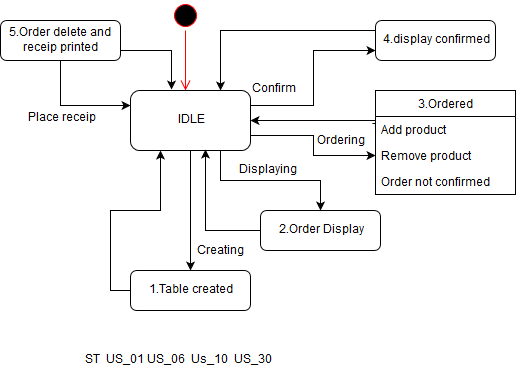 5.Order delete and
receip printed
4.display confirmed
Confirm
3.Ordered
Place receip
IDLE
Add product
Ordering
Remove product
Displaying
Order not confirmed
2.Order Display
Creating
1.Table created
ST US_01 US_06 Us_10 US_30